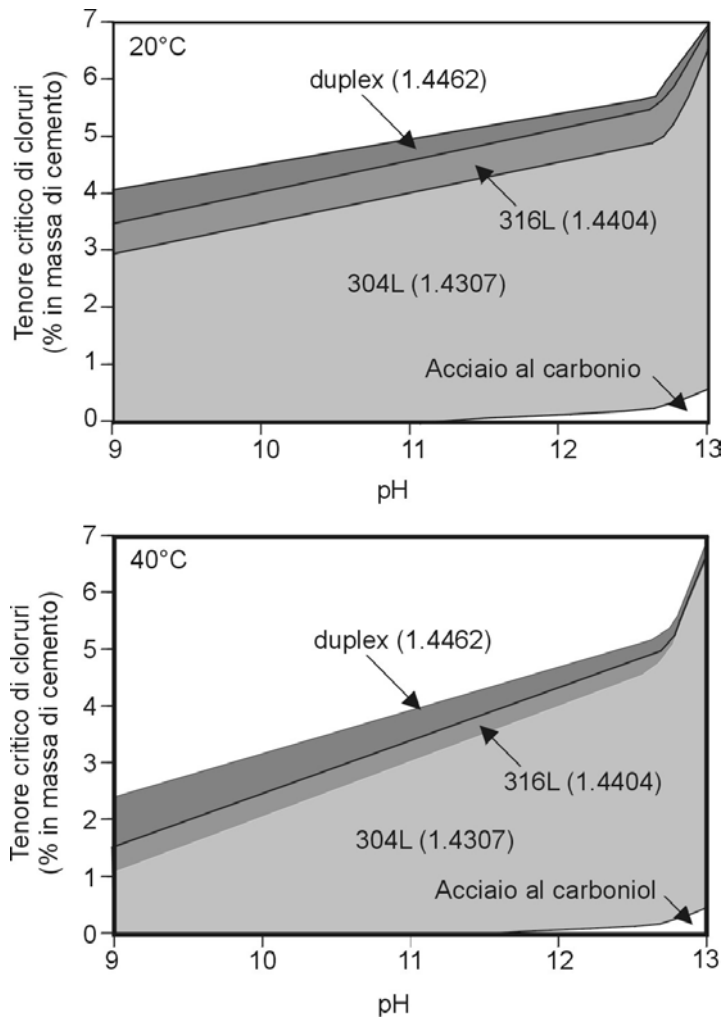 20°C
Tenore critico di cloruri
(% in massa di cemento)
7
6
5
4
3
2
1
0
duplex (1.4462)
316L (1.4404)
304L (1.4307)
Acciaio al carbonio
9 10 11 12 13
pH
40°C
Tenore critico di cloruri
(% in massa di cemento)
7
6
5
4
3
2
1
0
duplex (1.4462)
316L (1.4404)
304L (1.4307)
Acciaio al carboniol
9 10 11 12 13
pH